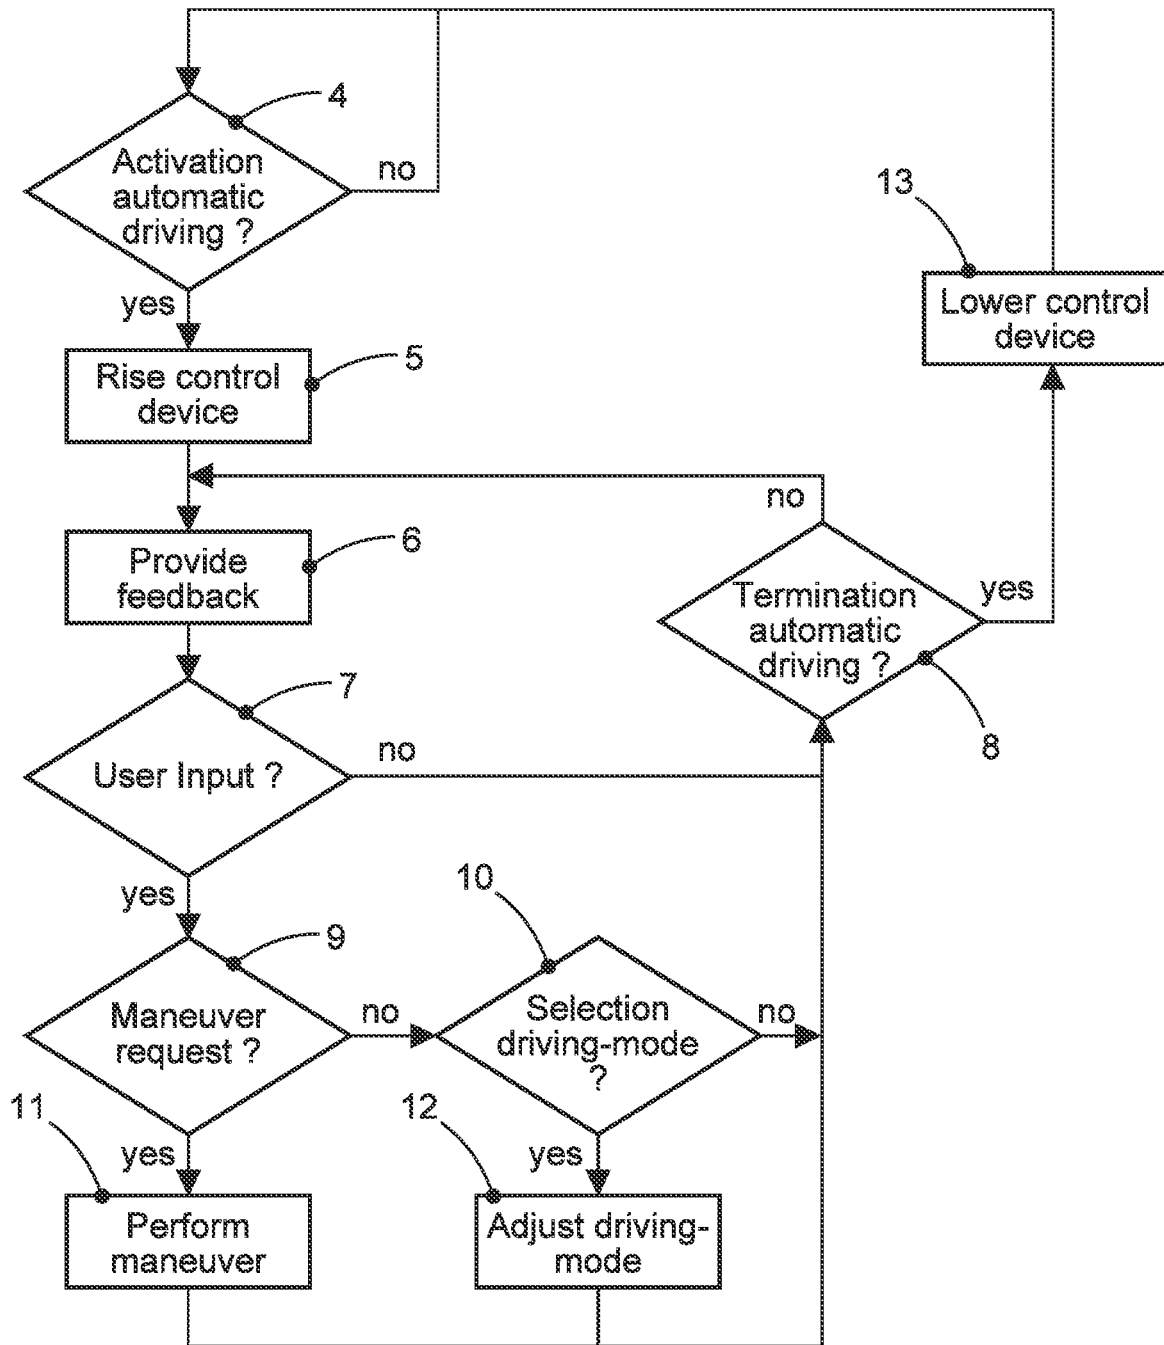 4
Activation
automatic
driving ?
no
yes
13
Lower control
device
Rise control
device
5
no
Provide
feedback
6
Termination
automatic
driving ?
yes
8
7
User Input ?
no
yes
10
9
Maneuver
request ?
no
Selection
driving-mode
?
no
11
yes
12
yes
Perform
maneuver
Adjust driving-
mode